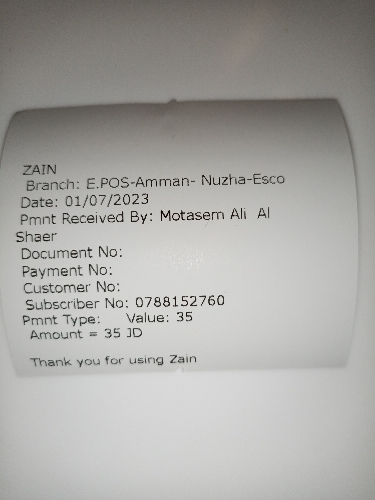 ZAIN
Branch: E.POS-Amman- Nuzha-Esco
Date: 01/07/2023
Pmnt Received By: Motasem Ali Al
Shaer
Document No:
Payment No:
Customer No:
Subscriber No: 0788152760
Pmnt Type: Value: 35
Amount = 35 JD
Thank you for using Zain